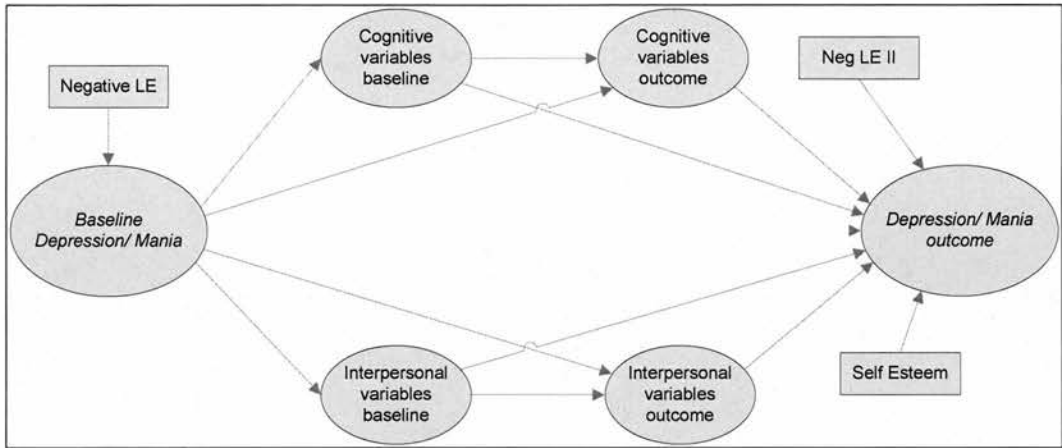 Negative LE
Baseline
Depression/ Mania
Cognitive
variables
baseline
Cognitive
variables
outcome
Interpersonal
variables
baseline
Interpersonal
variables
outcome
Neg LE II
Depression/ Mania
outcome
Self Esteem